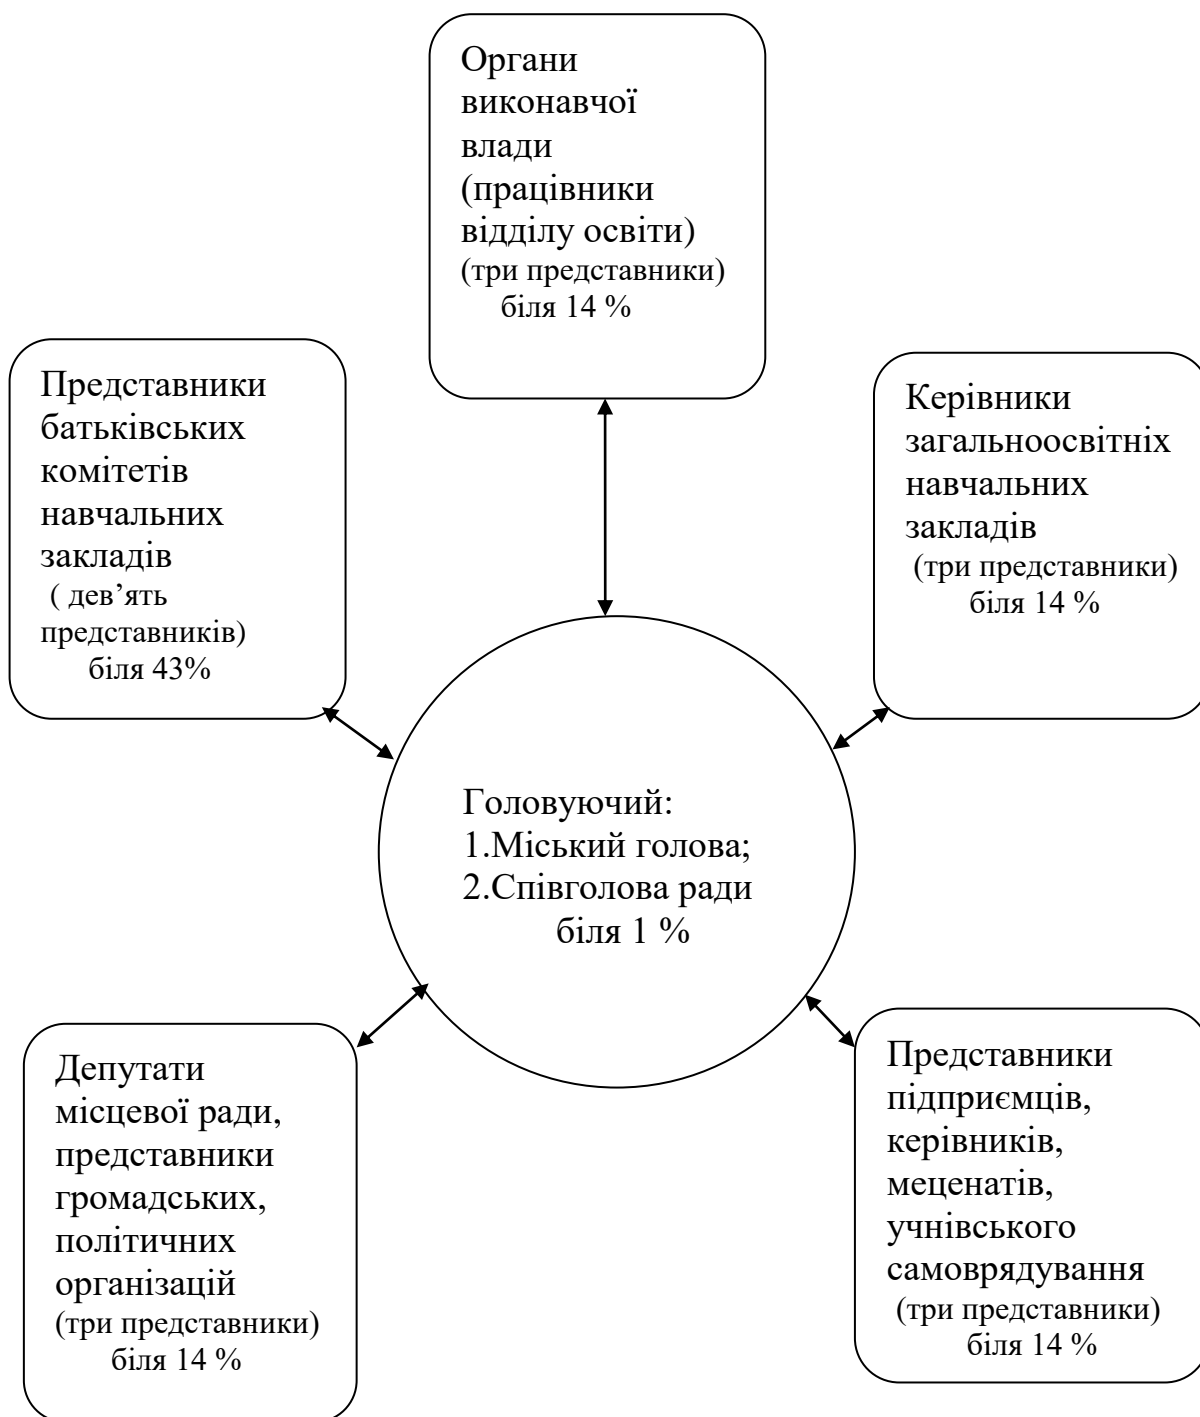 Органи
виконавчої
влади
(працівники
відділу освіти)
(три представники)
біля 14 %
Представники
батьківських
комітетів
навчальних
закладів
( дев’ять
представників)
біля 43%
Керівники
загальноосвітніх
навчальних
закладів
(три представники)
біля 14 %
Головуючий:
1.Міський голова;
2.Співголова ради
біля 1 %
Депутати
місцевої ради,
представники
громадських,
політичних
організацій
(три представники)
біля 14 %
Представники
підприємців,
керівників,
меценатів,
учнівського
самоврядування
(три представники)
біля 14 %